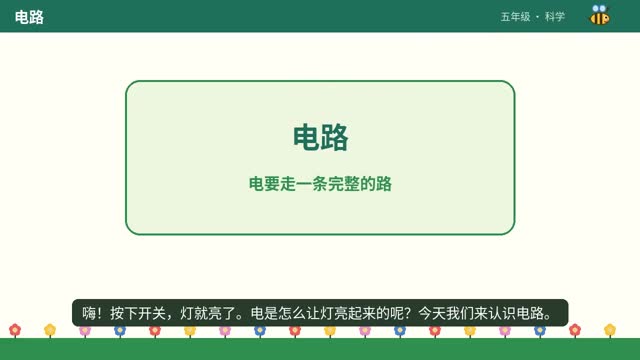 电路
五年级 · 科学
电路
电要走一条完整的路
嗨！按下开关，灯就亮了。电是怎么让灯亮起来的呢？今天我们来认识电路。